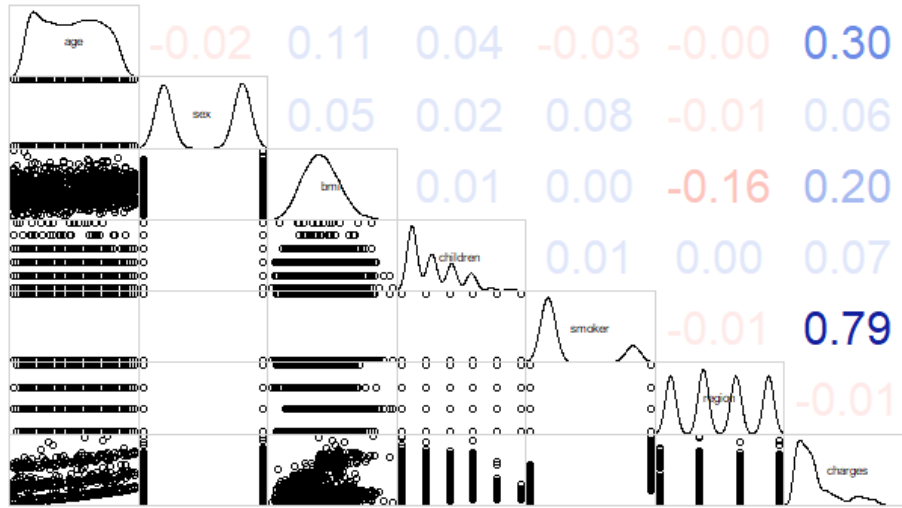 age -0.02 0.11 0.04 -0.03 -0.00 0.30
sex 0.05 0.02 0.08 -0.01 0.06
bmi 0.01 0.00 -0.16 0.20
children 0.01 0.00 0.07
smoker -0.01 0.79
region -0.01
charges